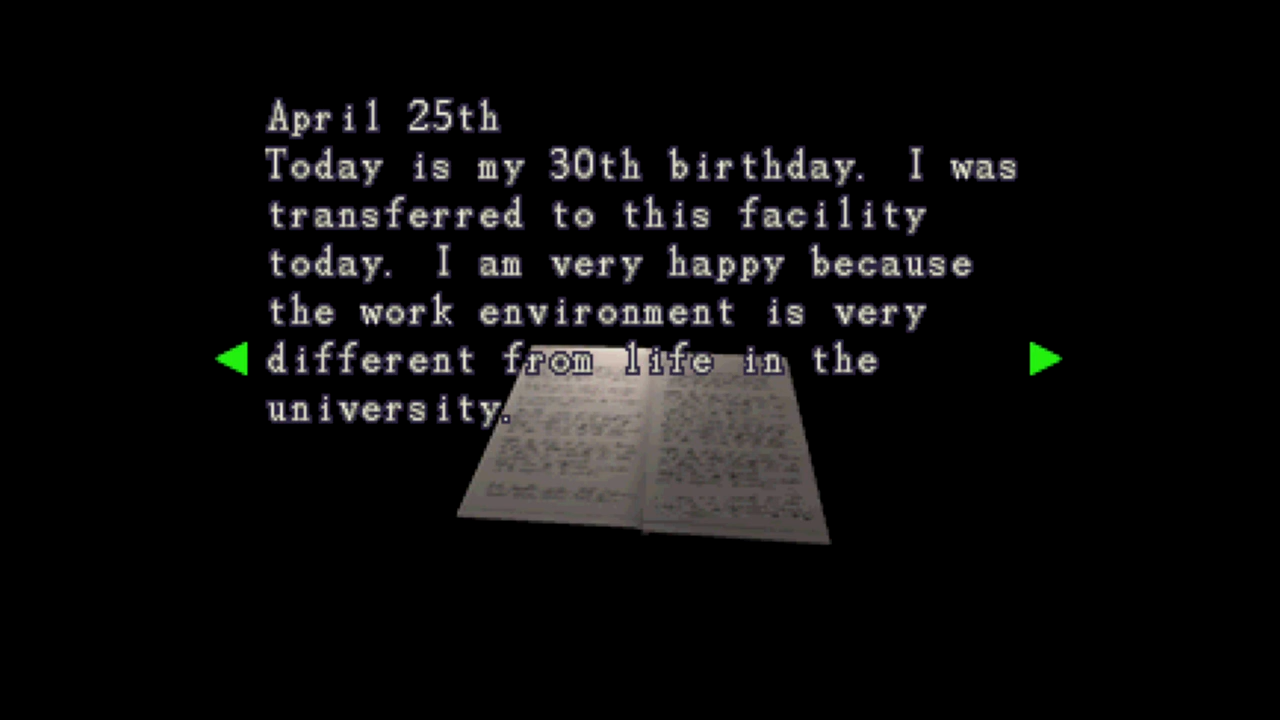 April 25th
Today is my 30th birthday. I was
transferred to this facility
today. I am very happy because
the work environment is very
different from life in the
university.